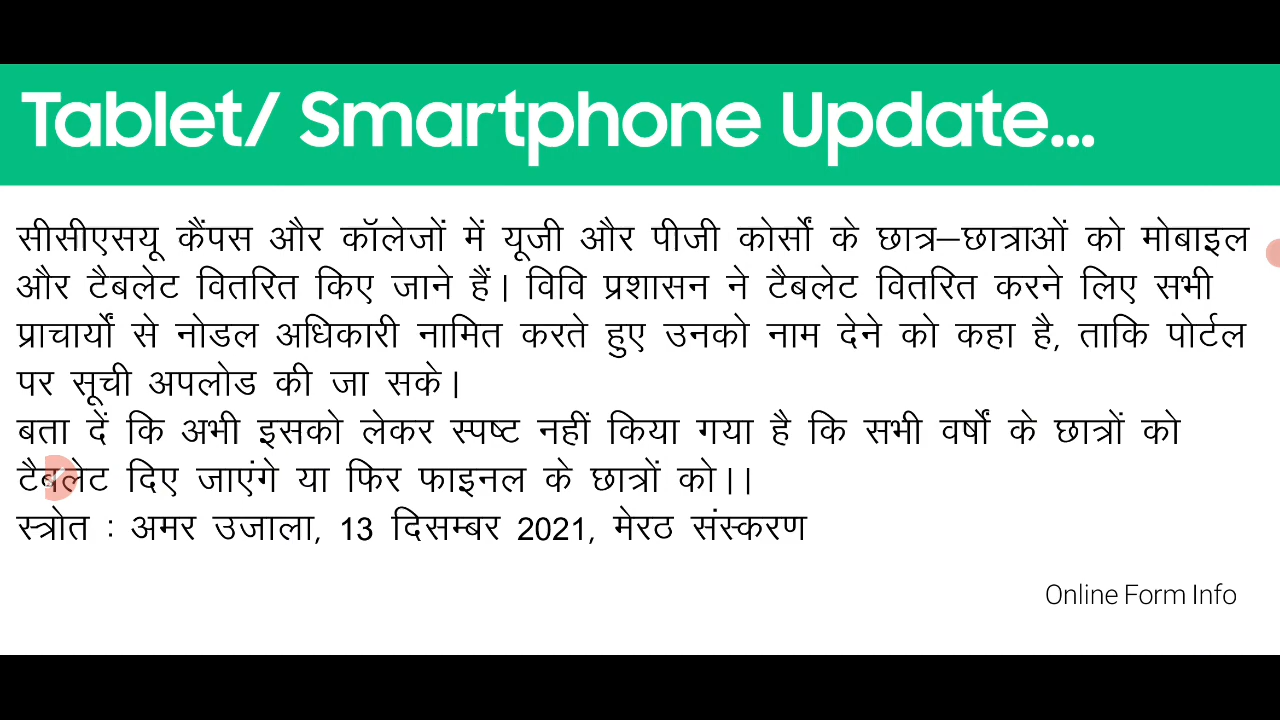 Tablet/ Smartphone Update...
सीसीएसयू कैंपस और कॉलेजों में यूजी और पीजी कोर्सों के छात्र–छात्राओं को मोबाइल
और टैबलेट वितरित किए जाने हैं। विवि प्रशासन ने टैबलेट वितरित करने लिए सभी
प्राचार्यों से नोडल अधिकारी नामित करते हुए उनको नाम देने को कहा है, ताकि पोर्टल
पर सूची अपलोड की जा सके।
बता दें कि अभी इसको लेकर स्पष्ट नहीं किया गया है कि सभी वर्षों के छात्रों को
टैबलेट दिए जाएंगे या फिर फाइनल के छात्रों को।।
स्त्रोत : अमर उजाला, 13 दिसम्बर 2021, मेरठ संस्करण
Online Form Info